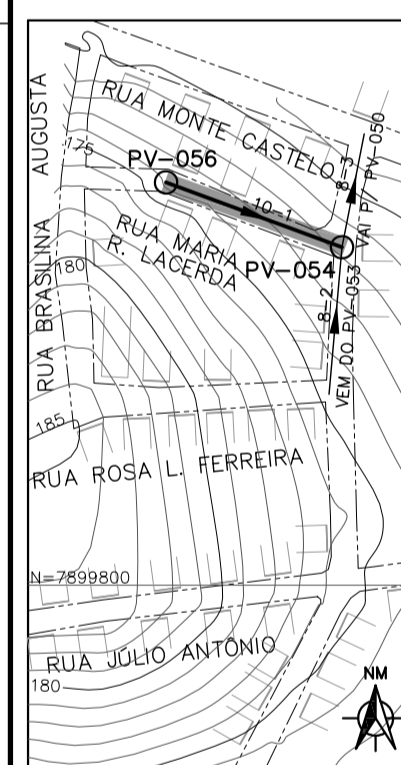 RUA MONTE CASTELO
RUA BRASILINA AUGUSTA
175
PV-056
10-1
8-3
VAI P/ PV-050
RUA MARIA
R. LACERDA
PV-054
180
8-2
VEM DO PV-053
185
RUA ROSA L. FERREIRA
N=7899800
RUA JÚLIO ANTÔNIO
180
NM